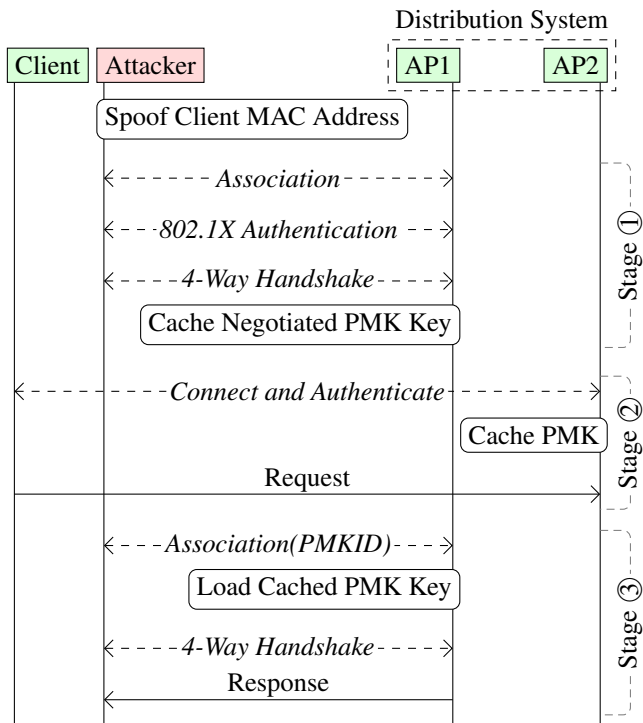 Distribution System
Client
Attacker
AP1
AP2
Spoof Client MAC Address
Association
802.1X Authentication
4-Way Handshake
Cache Negotiated PMK Key
Stage ①
Connect and Authenticate
Cache PMK
Request
Stage ②
Association(PMKID)
Load Cached PMK Key
4-Way Handshake
Response
Stage ③